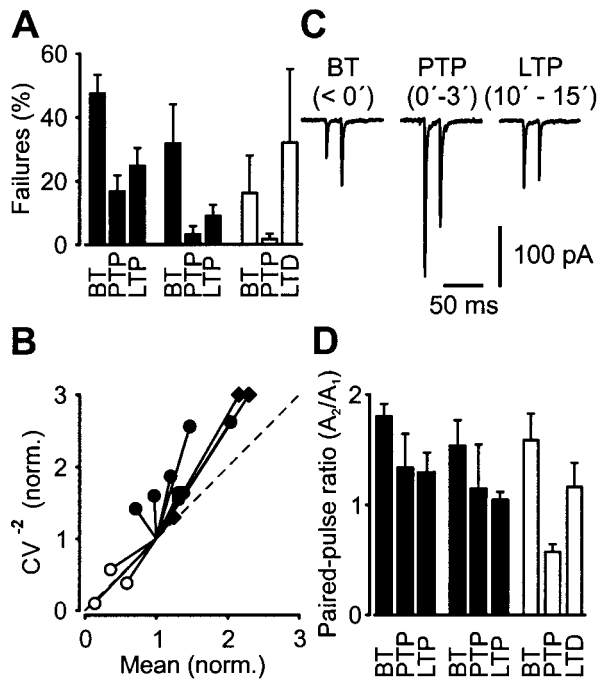 A
60
40
20
0
Failures (%)
BT PTP LTP BT PTP LTP BT PTP LTD
C
BT PTP LTP
(< 0´) (0´-3´) (10´ - 15´)
100 pA
50 ms
B
3
2
1
0
CV⁻² (norm.)
0 1 2 3
Mean (norm.)
D
2
1
0
Paired-pulse ratio (A₂/A₁)
BT PTP LTP BT PTP LTP BT PTP LTD